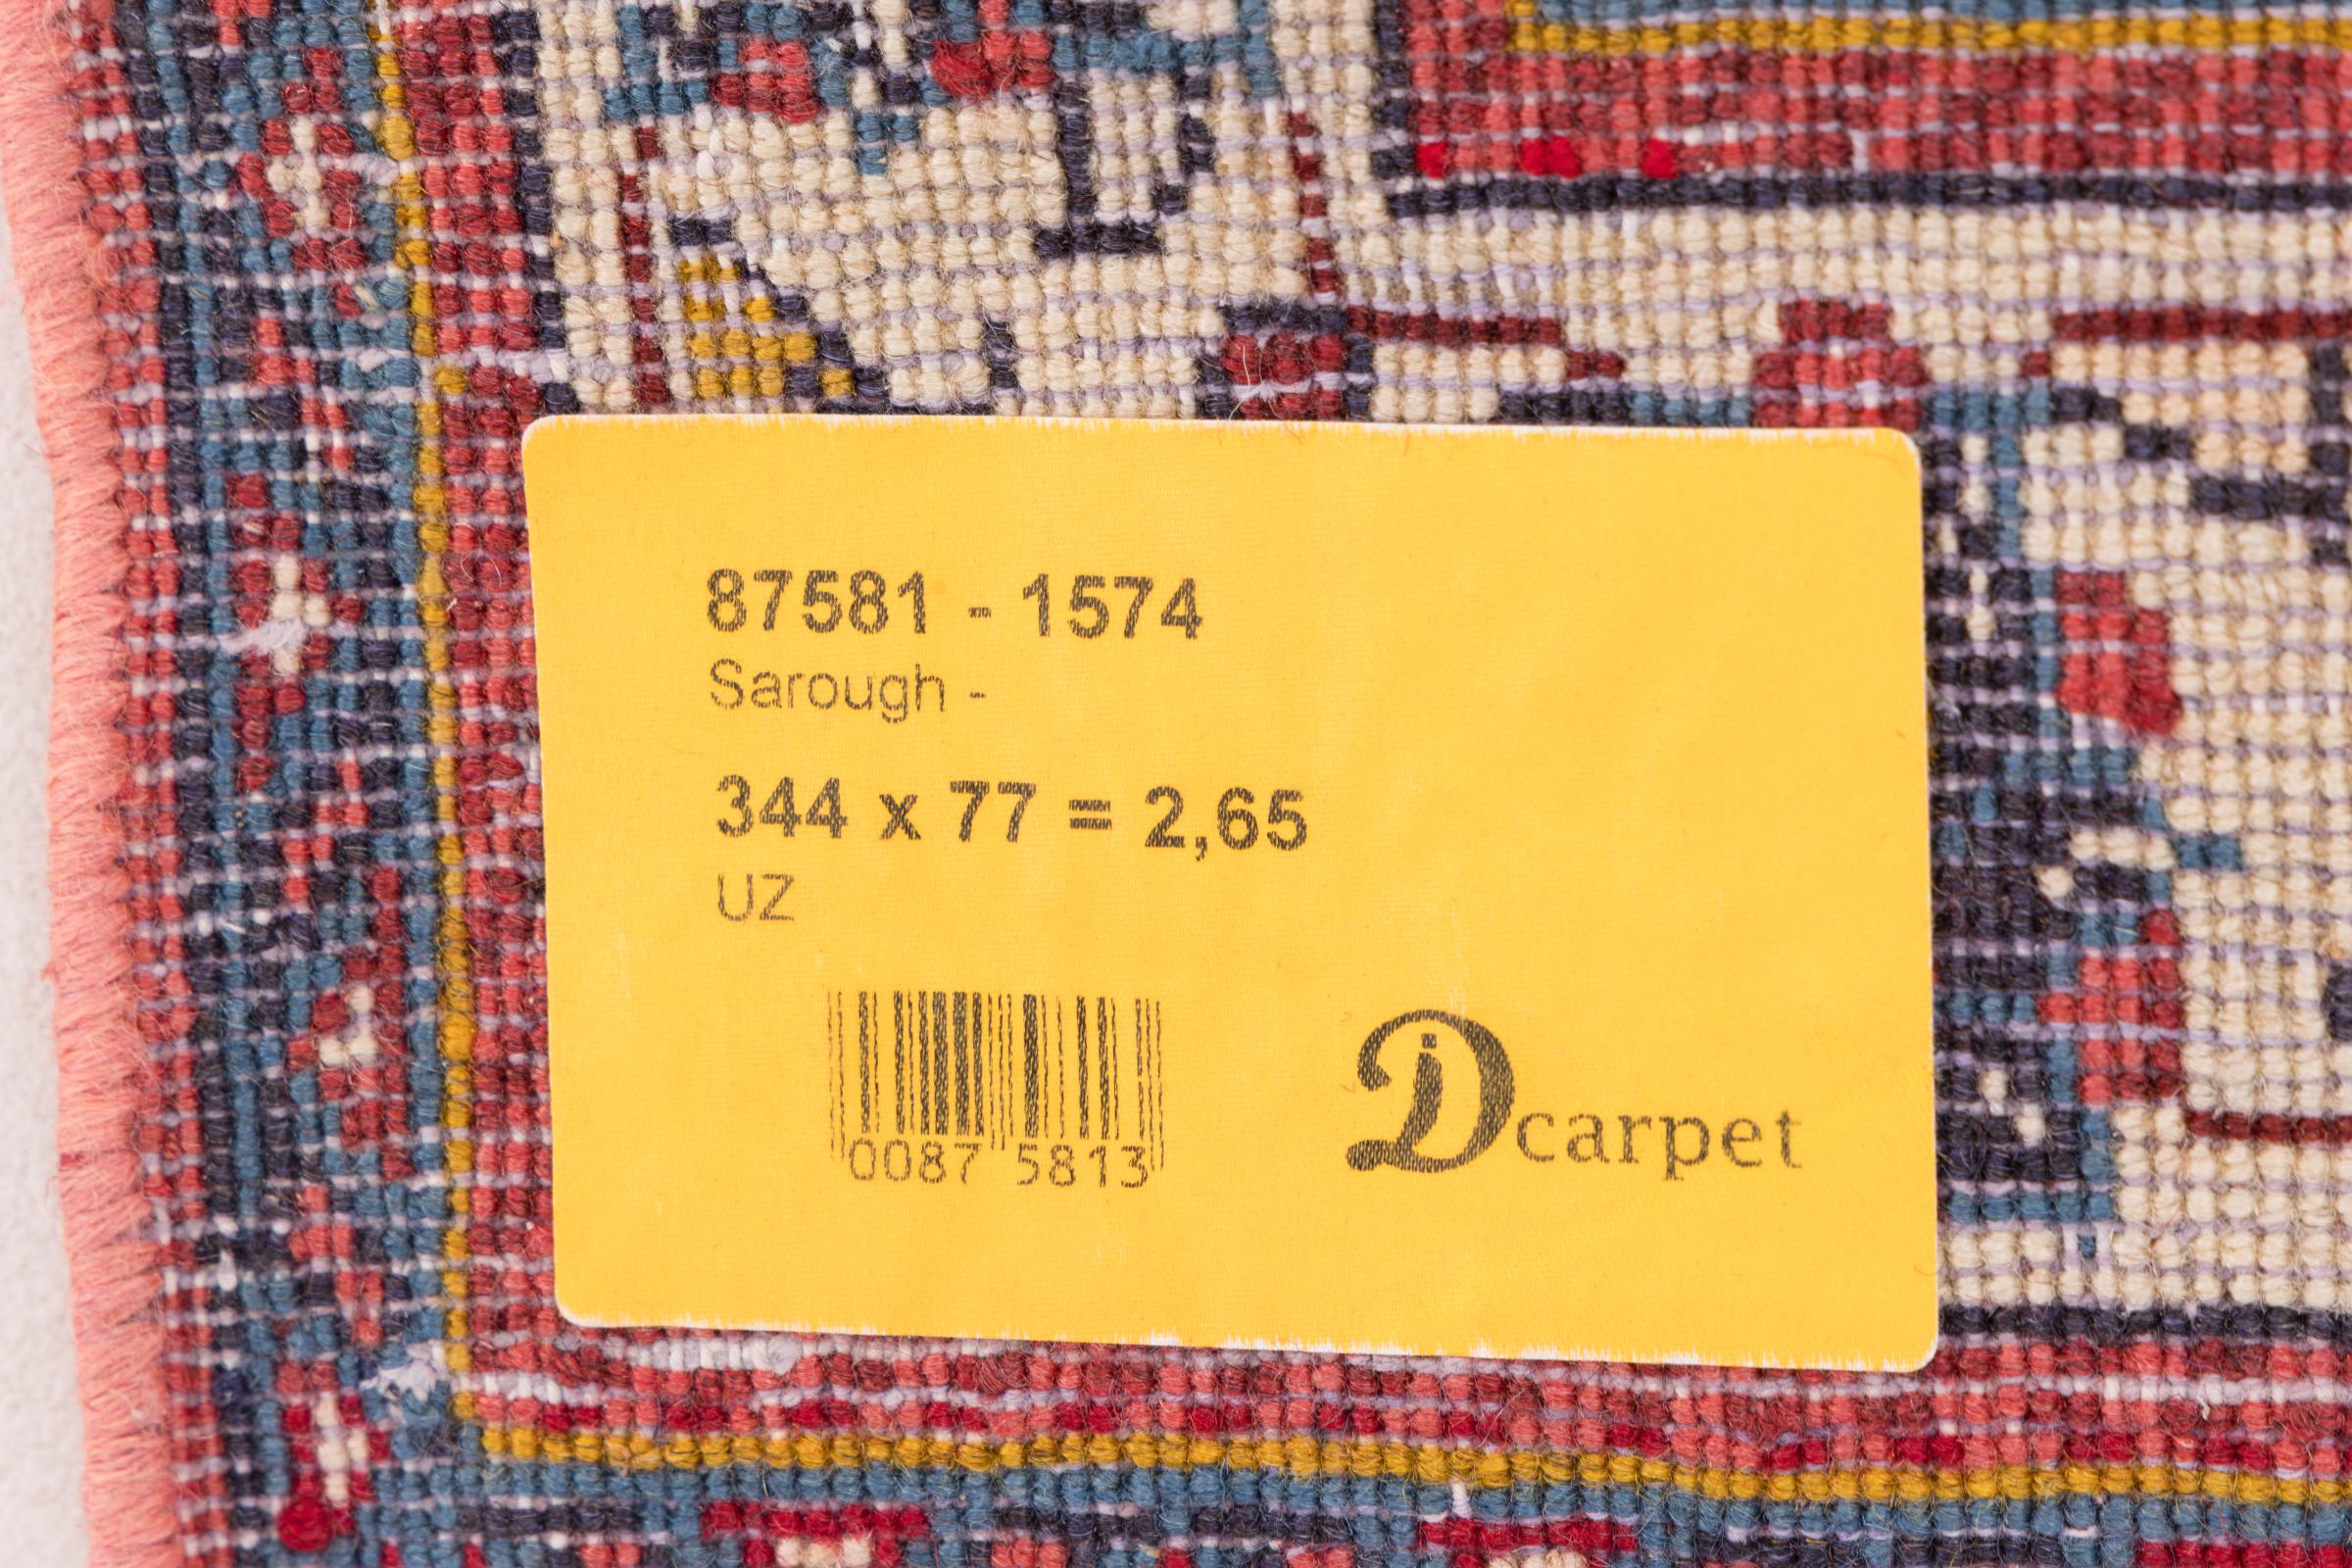 87581 - 1574
Sarough -
344 x 77 = 2,65
UZ
0087 5813
Dcarpet